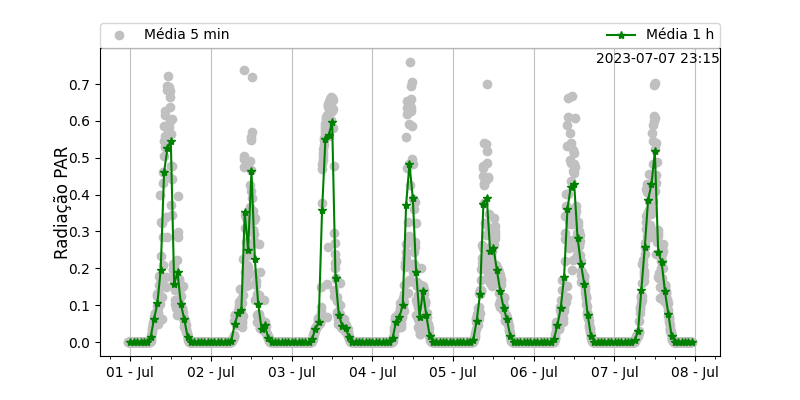 Média 5 min
Média 1 h
2023-07-07 23:15
Radiação PAR
0.7
0.6
0.5
0.4
0.3
0.2
0.1
0.0
01 - Jul
02 - Jul
03 - Jul
04 - Jul
05 - Jul
06 - Jul
07 - Jul
08 - Jul